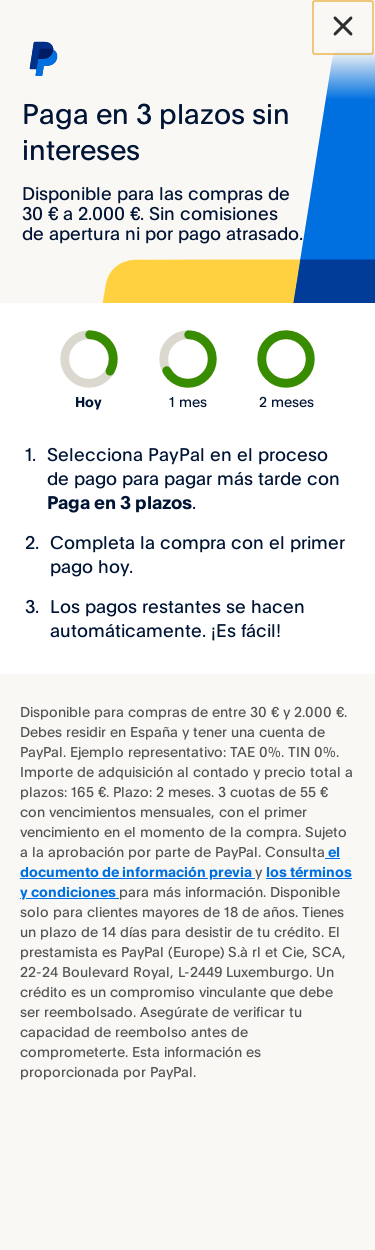 Paga en 3 plazos sin
intereses
Disponible para las compras de
30 € a 2.000 €. Sin comisiones
de apertura ni por pago atrasado.
Hoy
1 mes
2 meses
1. Selecciona PayPal en el proceso
de pago para pagar más tarde con
Paga en 3 plazos.
2. Completa la compra con el primer
pago hoy.
3. Los pagos restantes se hacen
automáticamente. ¡Es fácil!
Disponible para compras de entre 30 € y 2.000 €.
Debes residir en España y tener una cuenta de
PayPal. Ejemplo representativo: TAE 0%. TIN 0%.
Importe de adquisición al contado y precio total a
plazos: 165 €. Plazo: 2 meses. 3 cuotas de 55 €
con vencimientos mensuales, con el primer
vencimiento en el momento de la compra. Sujeto
a la aprobación por parte de PayPal. Consulta el
documento de información previa y los términos
y condiciones para más información. Disponible
solo para clientes mayores de 18 de años. Tienes
un plazo de 14 días para desistir de tu crédito. El
prestamista es PayPal (Europe) S.à rl et Cie, SCA,
22-24 Boulevard Royal, L-2449 Luxemburgo. Un
crédito es un compromiso vinculante que debe
ser reembolsado. Asegúrate de verificar tu
capacidad de reembolso antes de
comprometerte. Esta información es
proporcionada por PayPal.